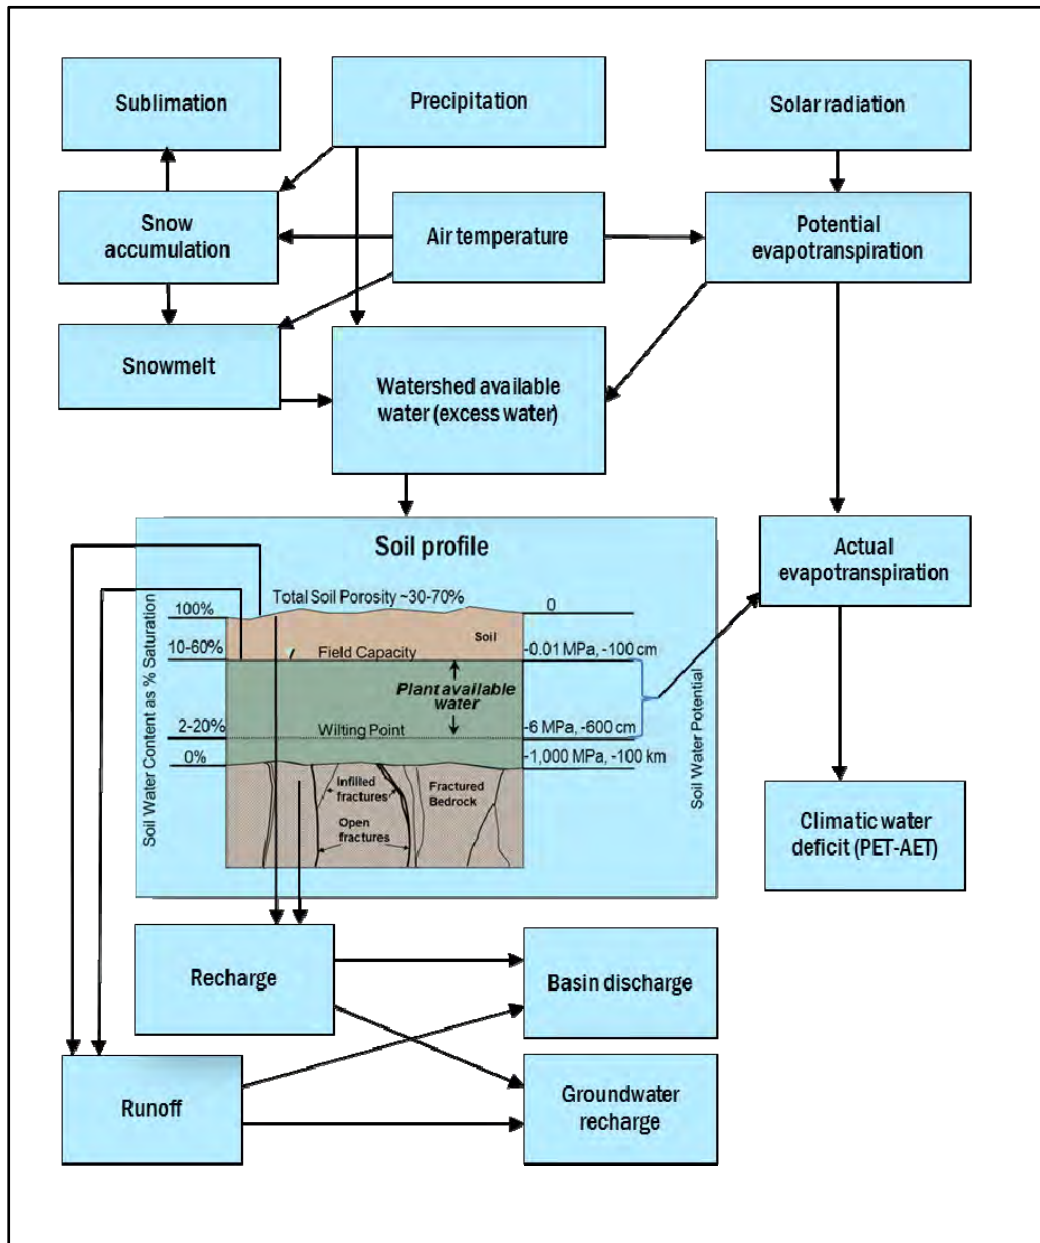 Sublimation
Precipitation
Solar radiation
Snow
accumulation
Air temperature
Potential
evapotranspiration
Snowmelt
Watershed available
water (excess water)
Soil profile
Actual
evapotranspiration
Total Soil Porosity ~30-70%
100%
0
Soil
10-60%
Field Capacity
-0.01 MPa, -100 cm
Plant available
water
2-20%
Wilting Point
-6 MPa, -600 cm
0%
-1,000 MPa, -100 km
Soil Water Content as % Saturation
Soil Water Potential
Infilled
fractures
Fractured
Bedrock
Open
fractures
Climatic water
deficit (PET-AET)
Recharge
Basin discharge
Runoff
Groundwater
recharge